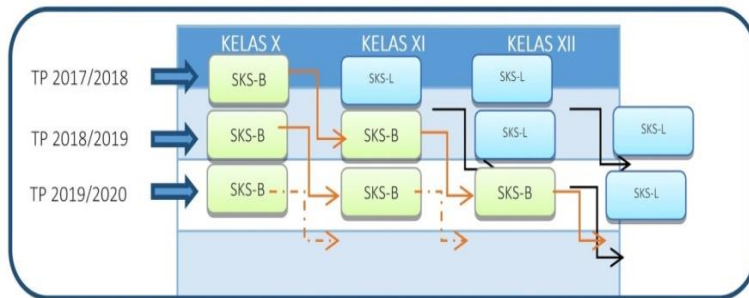 KELAS X KELAS XI KELAS XII
TP 2017/2018 SKS-B SKS-L SKS-L
TP 2018/2019 SKS-B SKS-B SKS-L SKS-L
TP 2019/2020 SKS-B SKS-B SKS-B SKS-L